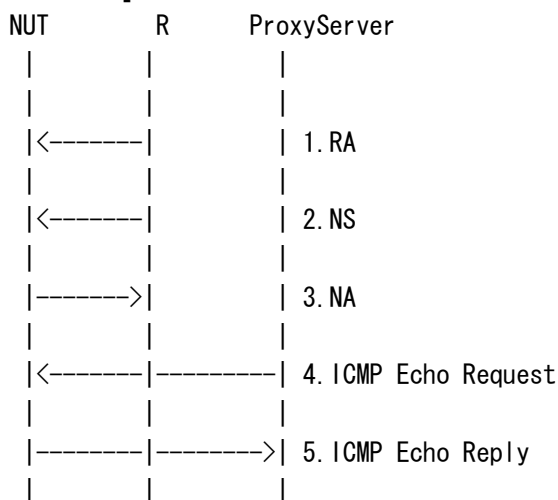 NUT R ProxyServer
| | |
| | |
|<-------| | 1.RA
| | |
|<-------| | 2.NS
| | |
|------->| | 3.NA
| | |
|<-------|---------| 4.ICMP Echo Request
| | |
|--------|-------->| 5.ICMP Echo Reply
| | |